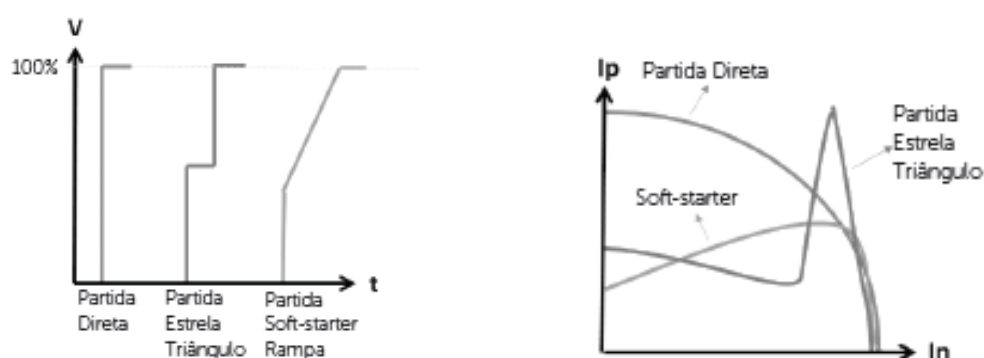 V
100%
t
Partida
Direta
Partida
Estrela
Triângulo
Partida
Soft-starter
Rampa
Ip
Partida Direta
Partida
Estrela
Triângulo
Soft-starter
In